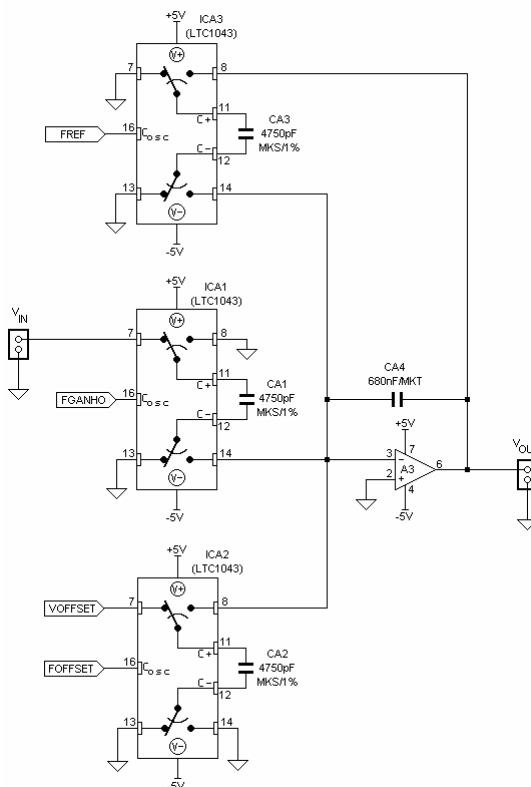 +5V
ICA3
(LTC1043)
V+
7
8
11
C+
CA3
4750pF
MKS/1%
FREF
16
Cosc
C-
12
13
14
V-
-5V
+5V
ICA1
(LTC1043)
V+
VIN
7
8
11
C+
CA1
4750pF
MKS/1%
FGANHO
16
Cosc
C-
12
13
14
V-
-5V
CA4
680nF/MKT
+5V
7
3
-
A3
6
2
+
4
-5V
VOU
+5V
ICA2
(LTC1043)
V+
VOFFSET
7
8
11
C+
CA2
4750pF
MKS/1%
FOFFSET
16
Cosc
C-
12
13
14
V-
-5V